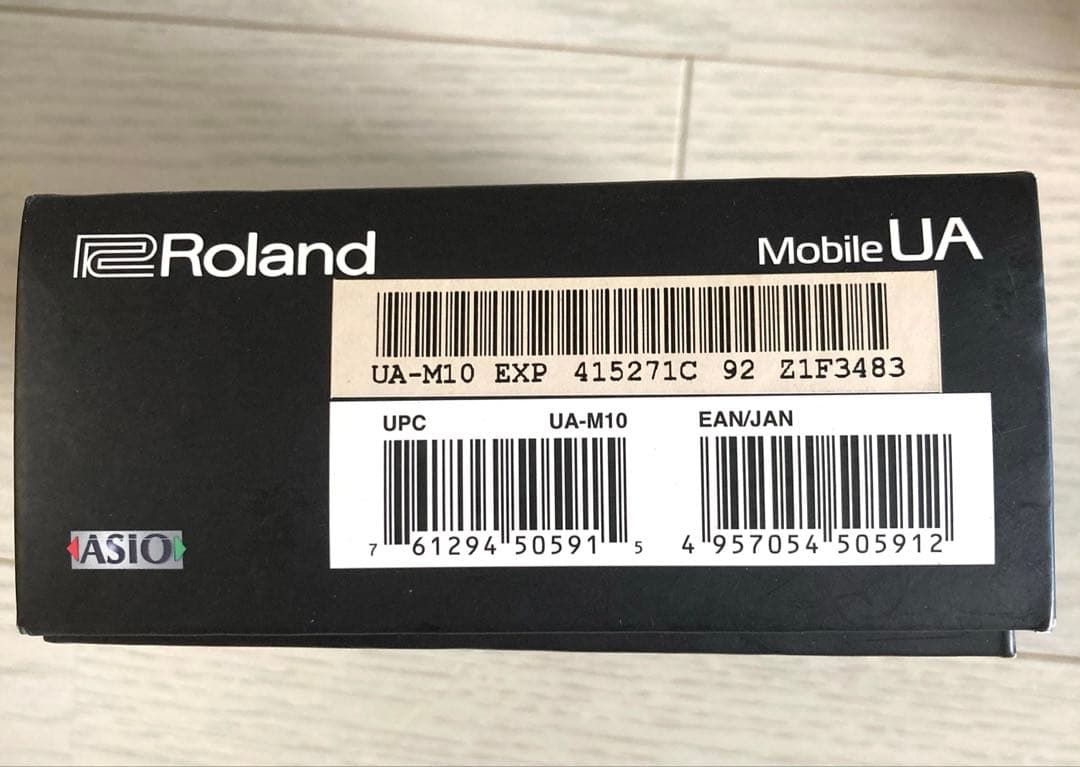 Roland
Mobile UA
UA-M10 EXP 415271C 92 Z1F3483
UPC UA-M10 EAN/JAN
7 61294 50591 5 4 957054 505912
ASIO